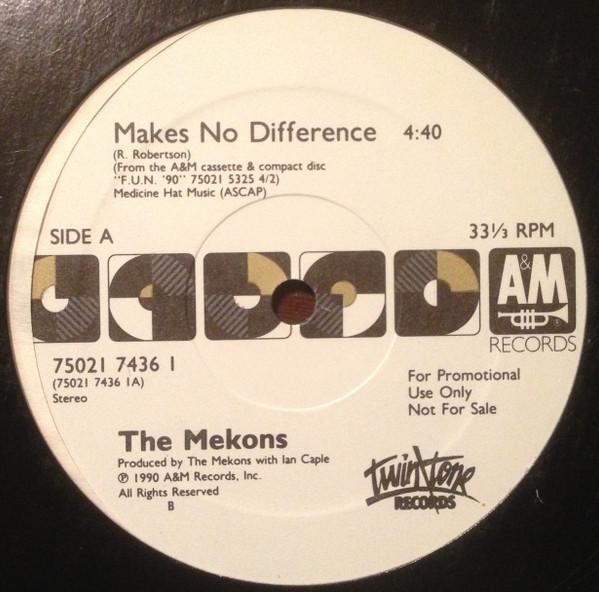 Makes No Difference 4:40
(R. Robertson)
(From the A&M cassette & compact disc
"F.U.N. '90" 75021 5325 4/2)
Medicine Hat Music (ASCAP)
SIDE A
33⅓ RPM
A&M
RECORDS
75021 7436 1
(75021 7436 1A)
Stereo
For Promotional
Use Only
Not For Sale
The Mekons
Produced by The Mekons with Ian Caple
℗ 1990 A&M Records, Inc.
All Rights Reserved
B
Twin/Tone
RECORDS